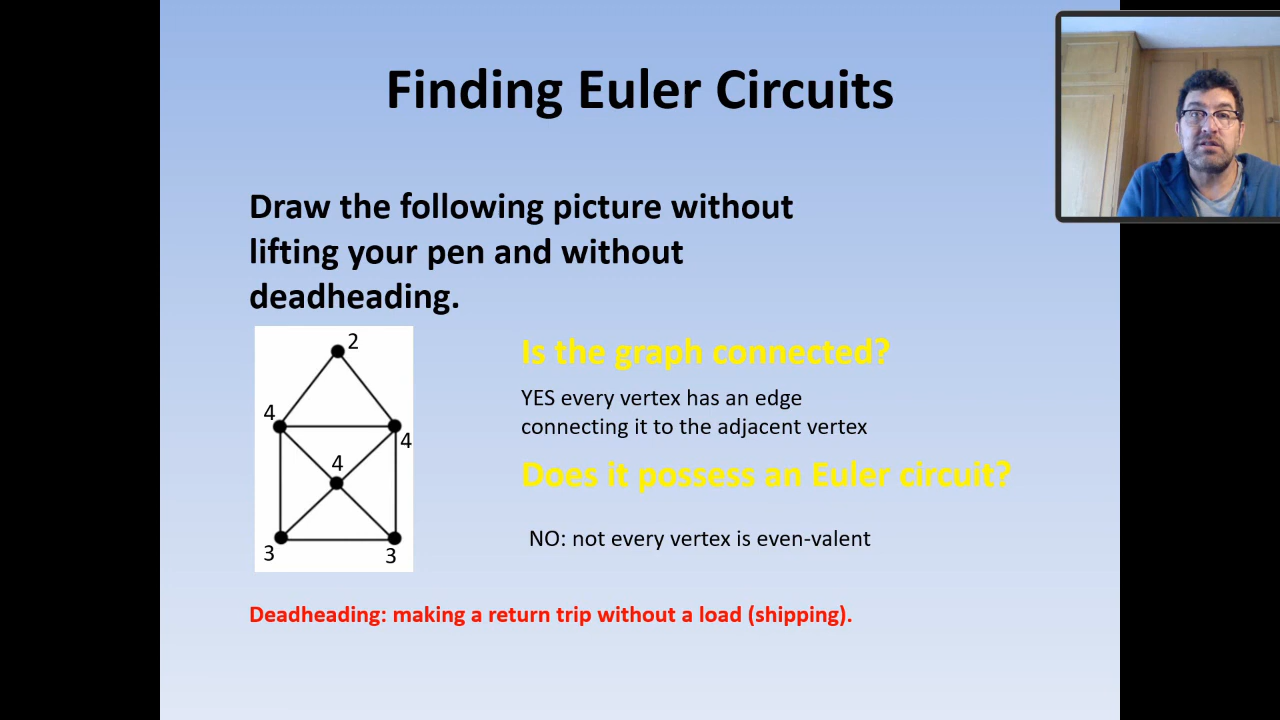 Finding Euler Circuits
Draw the following picture without
lifting your pen and without
deadheading.
2
4
4
4
3
3
Is the graph connected?
YES every vertex has an edge
connecting it to the adjacent vertex
Does it possess an Euler circuit?
NO: not every vertex is even-valent
Deadheading: making a return trip without a load (shipping).